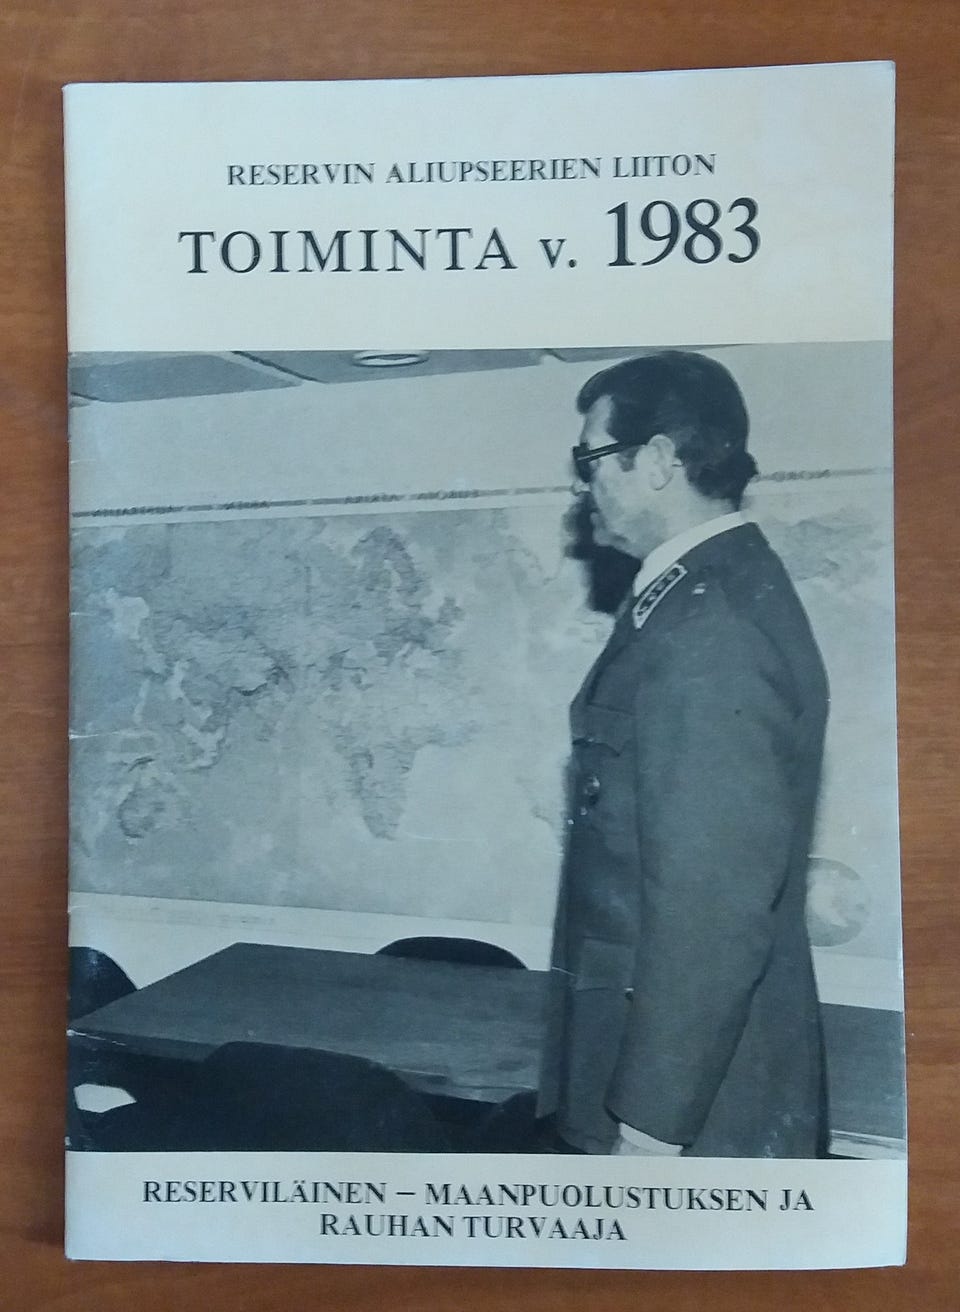 RESERVIN ALIUPSEERIEN LIITON
TOIMINTA v. 1983
RESERVILÄINEN – MAANPUOLUSTUKSEN JA
RAUHAN TURVAAJA